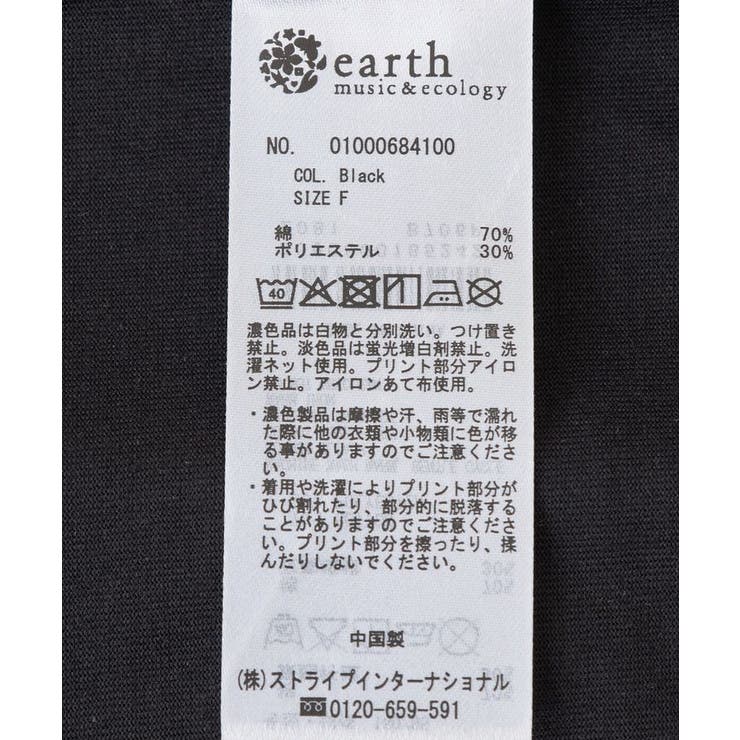 earth
music&ecology
NO. 01000684100
COL. Black
SIZE F
綿 70%
ポリエステル 30%
40
濃色品は白物と分別洗い。つけ置き
禁止。淡色品は蛍光増白剤禁止。洗
濯ネット使用。プリント部分アイロ
ン禁止。アイロンあて布使用。
・濃色製品は摩擦や汗、雨等で濡れ
た際に他の衣類や小物類に色が移
る事がありますのでご注意くださ
い。
・着用や洗濯によりプリント部分が
ひび割れたり、部分的に脱落する
ことがありますのでご注意くださ
い。プリント部分を擦ったり、揉
んだりしないでください。
中国製
(株)ストライプインターナショナル
0120-659-591